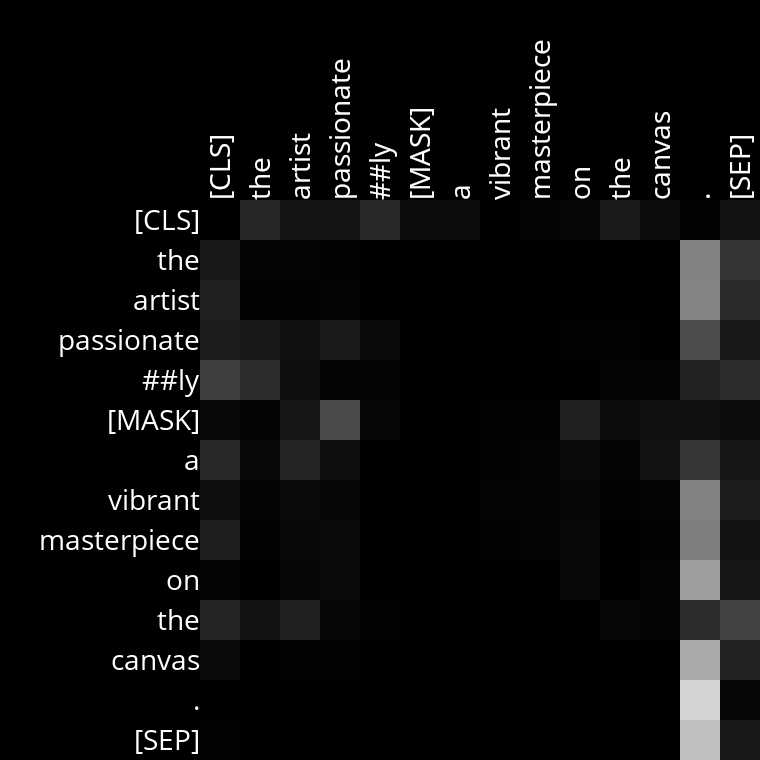 [CLS] the artist passionate ##ly [MASK] a vibrant masterpiece on the canvas . [SEP]
[CLS]
the
artist
passionate
##ly
[MASK]
a
vibrant
masterpiece
on
the
canvas
.
[SEP]